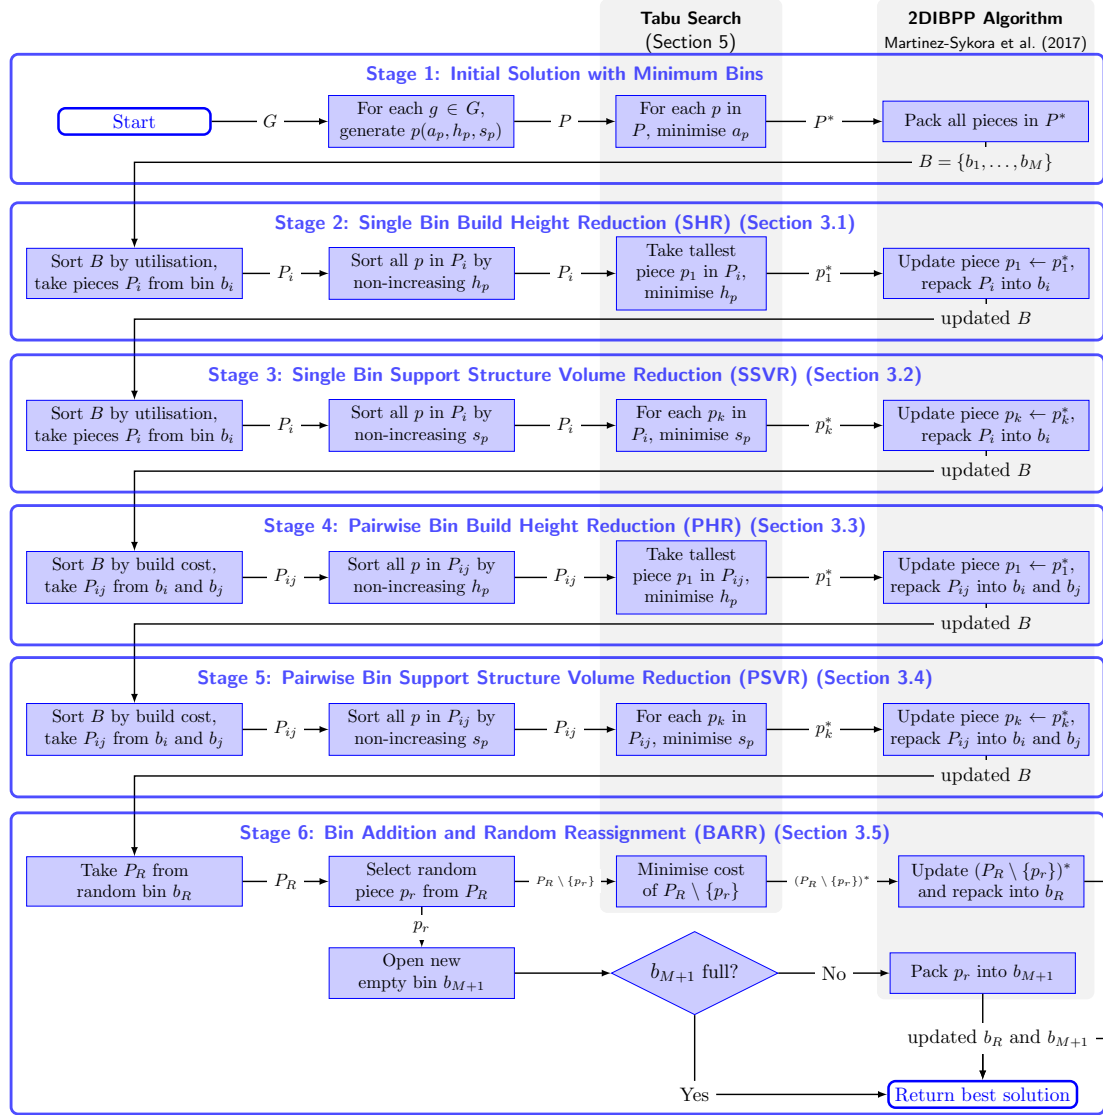 Tabu Search
(Section 5)
2DIBPP Algorithm
Martinez-Sykora et al. (2017)
Stage 1: Initial Solution with Minimum Bins
Start
G
For each g ∈ G,
generate p(a_p, h_p, s_p)
P
For each p in
P, minimise a_p
P*
Pack all pieces in P*
B = {b_1, . . . , b_M}
Stage 2: Single Bin Build Height Reduction (SHR) (Section 3.1)
Sort B by utilisation,
take pieces P_i from bin b_i
P_i
Sort all p in P_i by
non-increasing h_p
P_i
Take tallest
piece p_1 in P_i,
minimise h_p
p_1^*
Update piece p_1 ← p_1^*,
repack P_i into b_i
updated B
Stage 3: Single Bin Support Structure Volume Reduction (SSVR) (Section 3.2)
Sort B by utilisation,
take pieces P_i from bin b_i
P_i
Sort all p in P_i by
non-increasing s_p
P_i
For each p_k in
P_i, minimise s_p
p_k^*
Update piece p_k ← p_k^*,
repack P_i into b_i
updated B
Stage 4: Pairwise Bin Build Height Reduction (PHR) (Section 3.3)
Sort B by build cost,
take P_ij from b_i and b_j
P_ij
Sort all p in P_ij by
non-increasing h_p
P_ij
Take tallest
piece p_1 in P_ij,
minimise h_p
p_1^*
Update piece p_1 ← p_1^*,
repack P_ij into b_i and b_j
updated B
Stage 5: Pairwise Bin Support Structure Volume Reduction (PSVR) (Section 3.4)
Sort B by build cost,
take P_ij from b_i and b_j
P_ij
Sort all p in P_ij by
non-increasing s_p
P_ij
For each p_k in
P_ij, minimise s_p
p_k^*
Update piece p_k ← p_k^*,
repack P_ij into b_i and b_j
updated B
Stage 6: Bin Addition and Random Reassignment (BARR) (Section 3.5)
Take P_R from
random bin b_R
P_R
Select random
piece p_r from P_R
P_R \ {p_r}
Minimise cost
of P_R \ {p_r}
(P_R \ {p_r})*
Update (P_R \ {p_r})*
and repack into b_R
p_r
Open new
empty bin b_{M+1}
b_{M+1} full?
No
Pack p_r into b_{M+1}
updated b_R and b_{M+1}
Yes
Return best solution